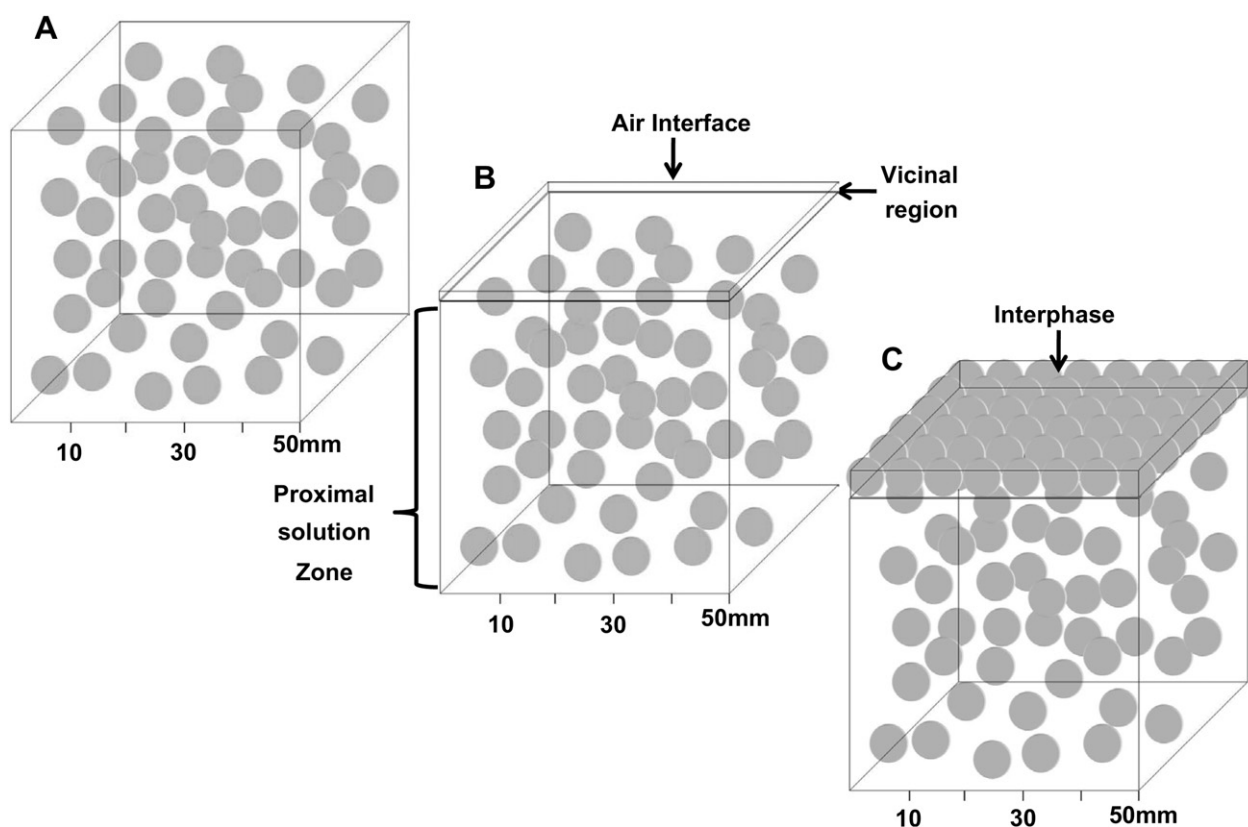 A
10
30
50mm
Air Interface
B
Vicinal
region
Proximal
solution
Zone
10
30
50mm
Interphase
C
10
30
50mm